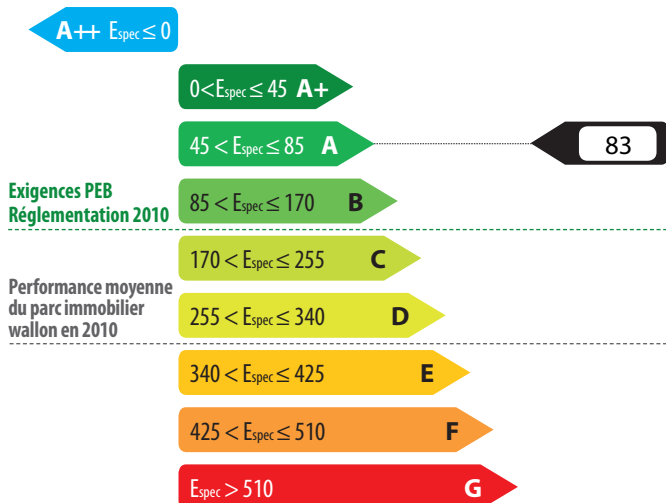 A++ Espec ≤ 0
0 < Espec ≤ 45 A+
45 < Espec ≤ 85 A
83
Exigences PEB
Réglementation 2010
85 < Espec ≤ 170 B
170 < Espec ≤ 255 C
Performance moyenne
du parc immobilier
wallon en 2010
255 < Espec ≤ 340 D
340 < Espec ≤ 425 E
425 < Espec ≤ 510 F
Espec > 510 G